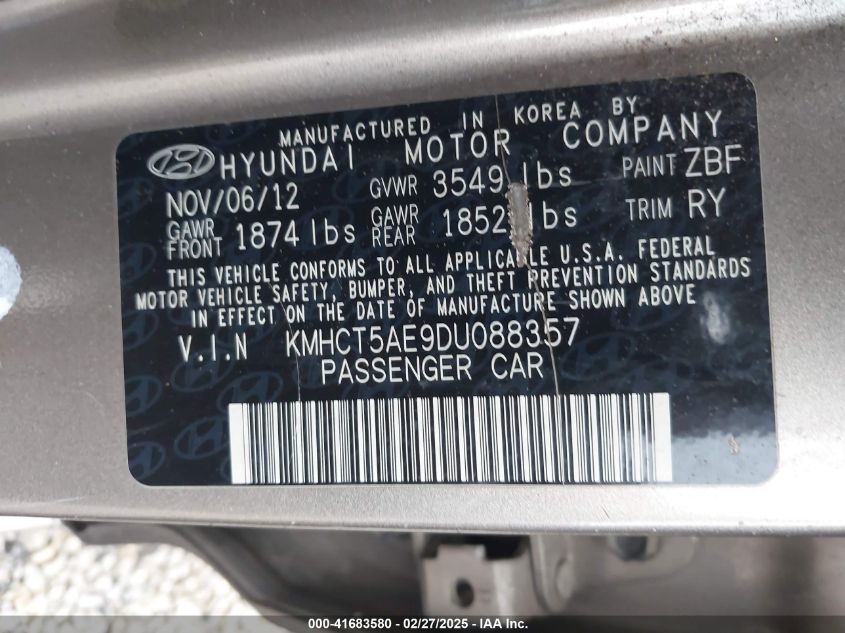 MANUFACTURED IN KOREA BY
HYUNDAI MOTOR COMPANY
NOV/06/12 GVWR 3549 lbs PAINT ZBF
GAWR FRONT 1874 lbs GAWR REAR 1852 lbs TRIM RY
THIS VEHICLE CONFORMS TO ALL APPLICABLE U.S.A. FEDERAL
MOTOR VEHICLE SAFETY, BUMPER, AND THEFT PREVENTION STANDARDS
IN EFFECT ON THE DATE OF MANUFACTURE SHOWN ABOVE
V.I.N KMHCT5AE9DU088357
PASSENGER CAR
000-41683580 / 02/27/2025 - IAA Inc.